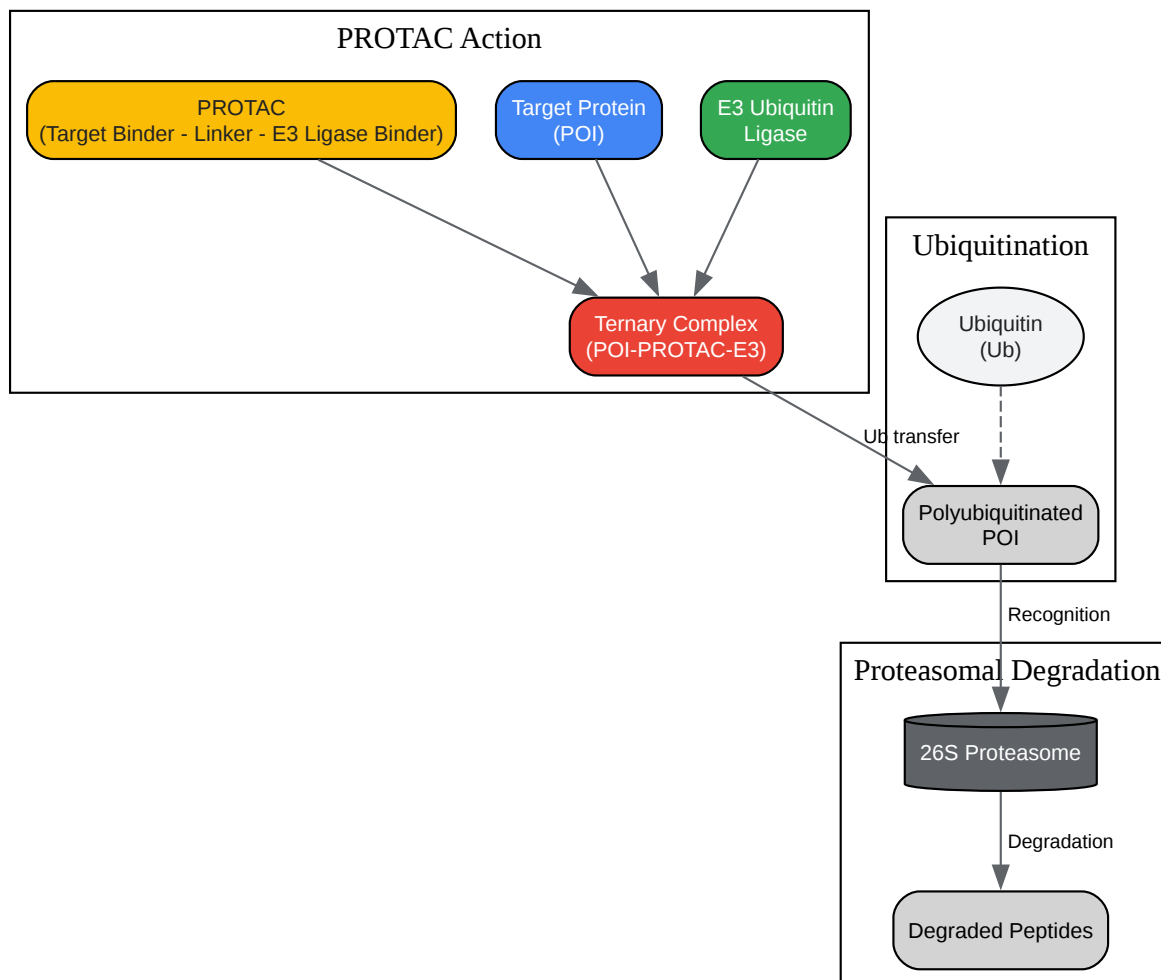 PROTAC Action
PROTAC
(Target Binder - Linker - E3 Ligase Binder)
Target Protein
(POI)
E3 Ubiquitin
Ligase
Ternary Complex
(POI-PROTAC-E3)
Ubiquitination
Ubiquitin
(Ub)
Ub transfer
Polyubiquitinated
POI
Recognition
Proteasomal Degradation
26S Proteasome
Degradation
Degraded Peptides